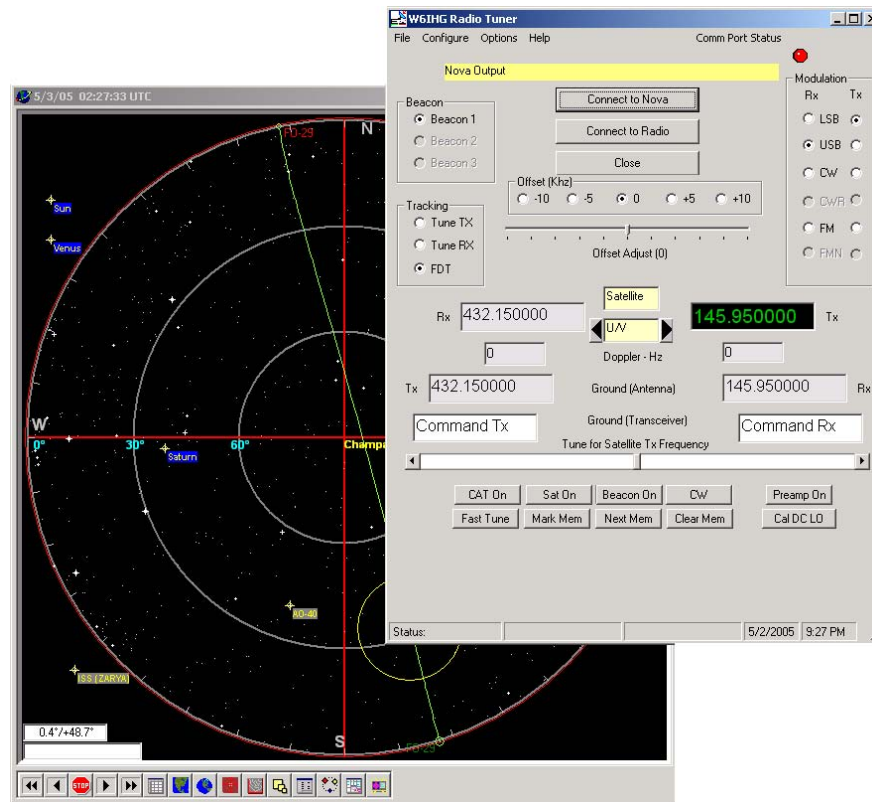 W6IHG Radio Tuner
File Configure Options Help Comm Port Status
Nova Output
Modulation
Rx Tx
LSB
USB
CW
CWR
FM
FMN
Beacon
Beacon 1
Beacon 2
Beacon 3
Connect to Nova
Connect to Radio
Close
Offset (Khz)
-10 -5 0 +5 +10
Offset Adjust (0)
Tracking
Tune TX
Tune RX
FDT
Satellite
Rx 432.150000 U/V 145.950000 Tx
0 Doppler - Hz 0
Tx 432.150000 Ground (Antenna) 145.950000 Rx
Command Tx Ground (Transceiver) Command Rx
Tune for Satellite Tx Frequency
CAT On Sat On Beacon On CW Preamp On
Fast Tune Mark Mem Next Mem Clear Mem Cal DC LO
Status: 5/2/2005 9:27 PM
5/3/05 02:27:33 UTC
FO-29 N
Sun
Venus
W
0° 30° 60° Champa
Saturn
AO-40
ISS (ZARYA)
0.4°/+48.7°
S
FO-29
STOP